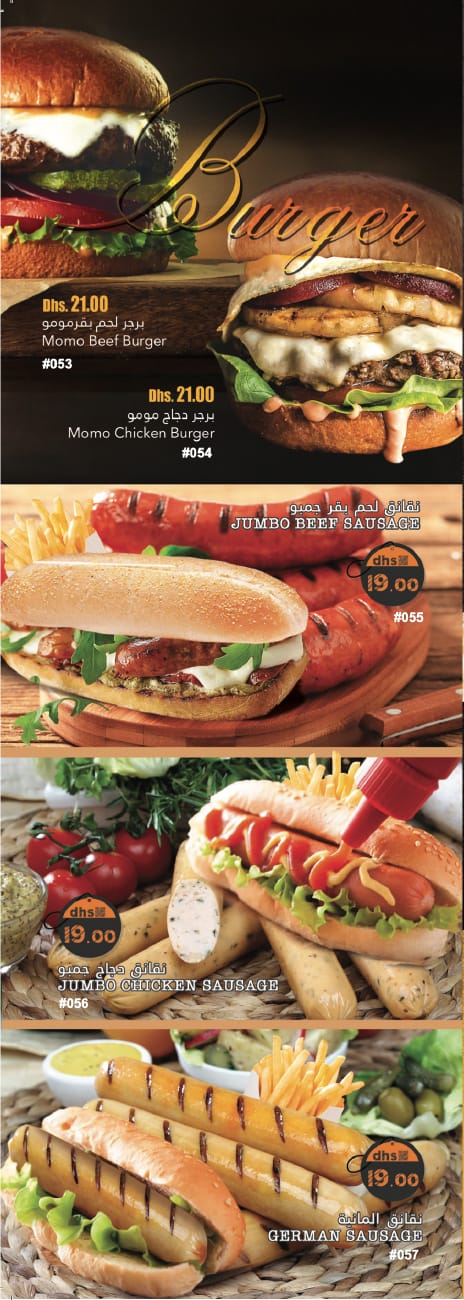 Burger
Dhs. 21.00
برجر لحم بقرمومو
Momo Beef Burger
#053
Dhs. 21.00
برجر دجاج مومو
Momo Chicken Burger
#054
نقانق لحم بقر جمبو
JUMBO BEEF SAUSAGE
dhs
19.00
#055
dhs
19.00
نقانق دجاج جمبو
JUMBO CHICKEN SAUSAGE
#056
dhs
19.00
نقانق المانية
GERMAN SAUSAGE
#057